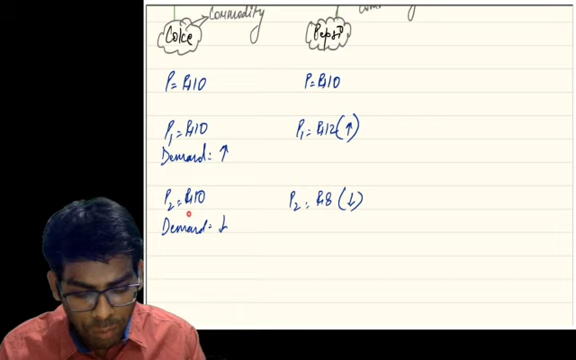 Commodity
Coke Pepsi
P = ₹10 P = ₹10
P₁ = ₹10 P₁ = ₹12 (↑)
Demand: ↑
P₂ = ₹10 P₂ = ₹8 (↓)
Demand: ↓